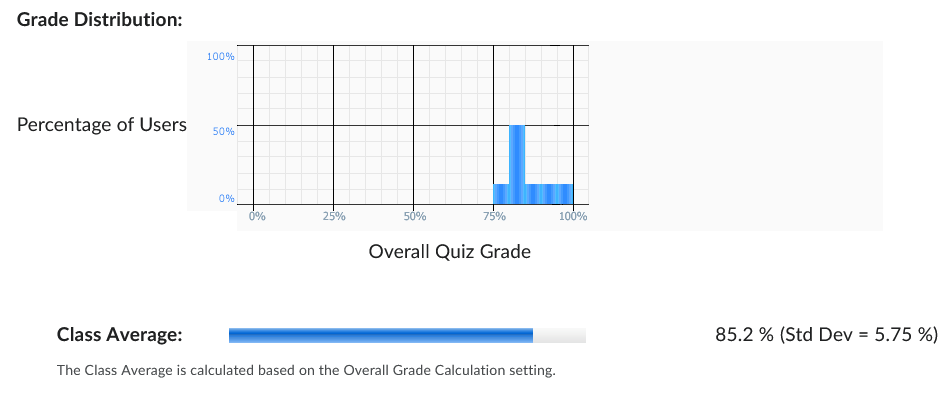 Grade Distribution:
100%
Percentage of Users
50%
0%
0% 25% 50% 75% 100%
Overall Quiz Grade
Class Average: 85.2 % (Std Dev = 5.75 %)
The Class Average is calculated based on the Overall Grade Calculation setting.